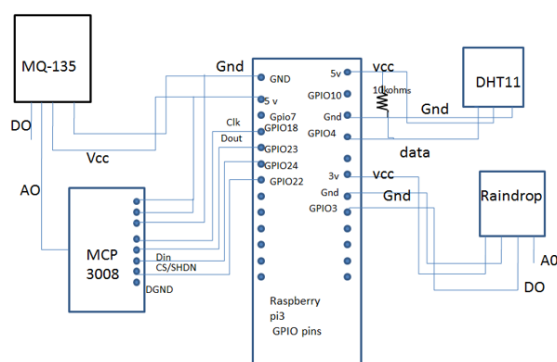 MQ-135
DO
AO
Vcc
Gnd
MCP
3008
Clk
Dout
Din
CS/SHDN
DGND
GND
5 v
Gpio7
GPIO18
GPIO23
GPIO24
GPIO22
5v
GPIO10
Gnd
GPIO4
3v
Gnd
GPIO3
Raspberry
pi3
GPIO pins
vcc
10kohms
Gnd
data
DHT11
vcc
Gnd
Raindrop
A0
DO